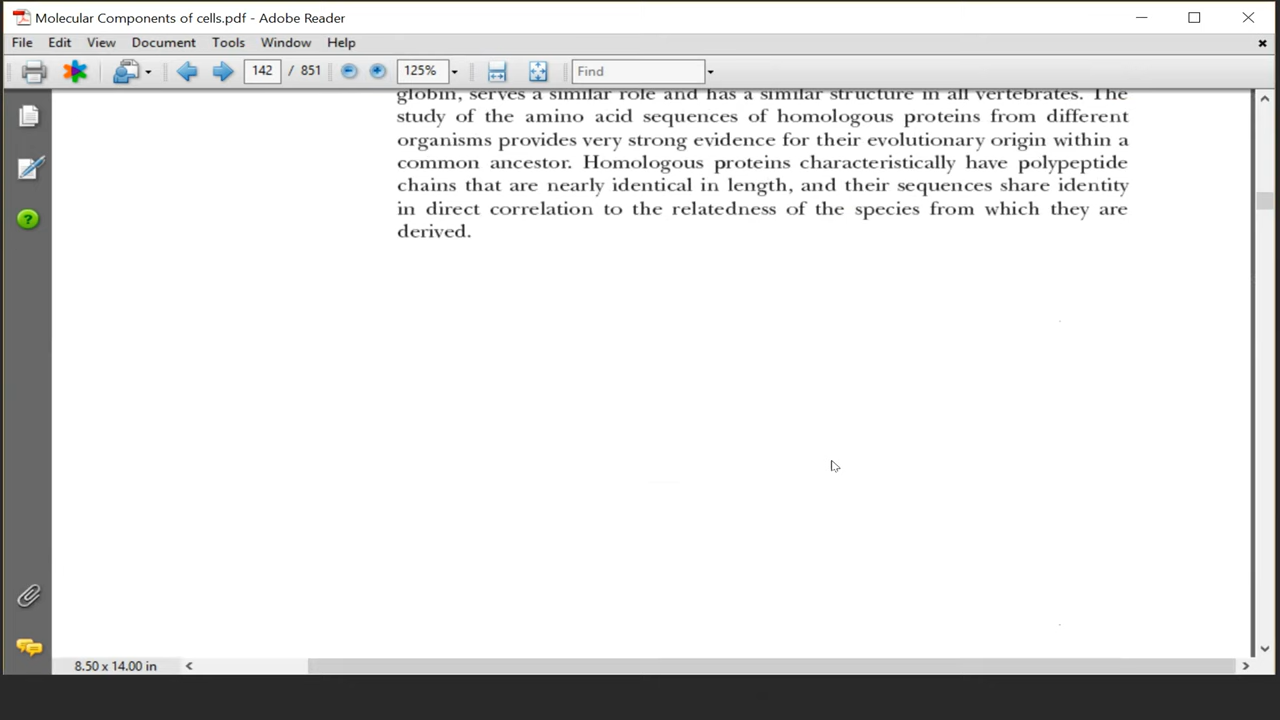 Molecular Components of cells.pdf - Adobe Reader
File Edit View Document Tools Window Help
142 / 851 125% Find
globin, serves a similar role and has a similar structure in all vertebrates. The
study of the amino acid sequences of homologous proteins from different
organisms provides very strong evidence for their evolutionary origin within a
common ancestor. Homologous proteins characteristically have polypeptide
chains that are nearly identical in length, and their sequences share identity
in direct correlation to the relatedness of the species from which they are
derived.
8.50 x 14.00 in